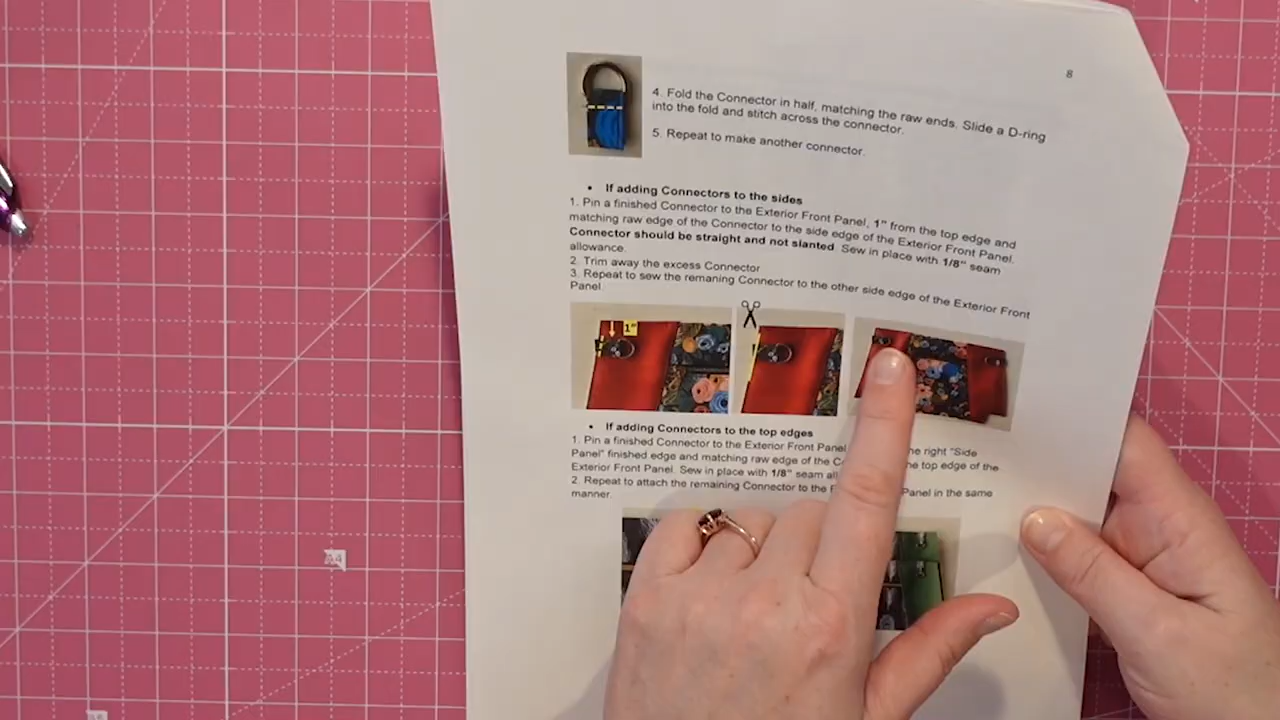 8
4. Fold the Connector in half, matching the raw ends. Slide a D-ring
into the fold and stitch across the connector.
5. Repeat to make another connector.
• If adding Connectors to the sides
1. Pin a finished Connector to the Exterior Front Panel, 1" from the top edge and
matching raw edge of the Connector to the side edge of the Exterior Front Panel.
Connector should be straight and not slanted. Sew in place with 1/8" seam
allowance.
2. Trim away the excess Connector
3. Repeat to sew the remaning Connector to the other side edge of the Exterior Front
Panel.
1"
• If adding Connectors to the top edges
1. Pin a finished Connector to the Exterior Front Panel right "Side
Panel" finished edge and matching raw edge of the top edge of the
Exterior Front Panel. Sew in place with 1/8" seam
2. Repeat to attach the remaining Connector to the Panel in the same
manner.
A4